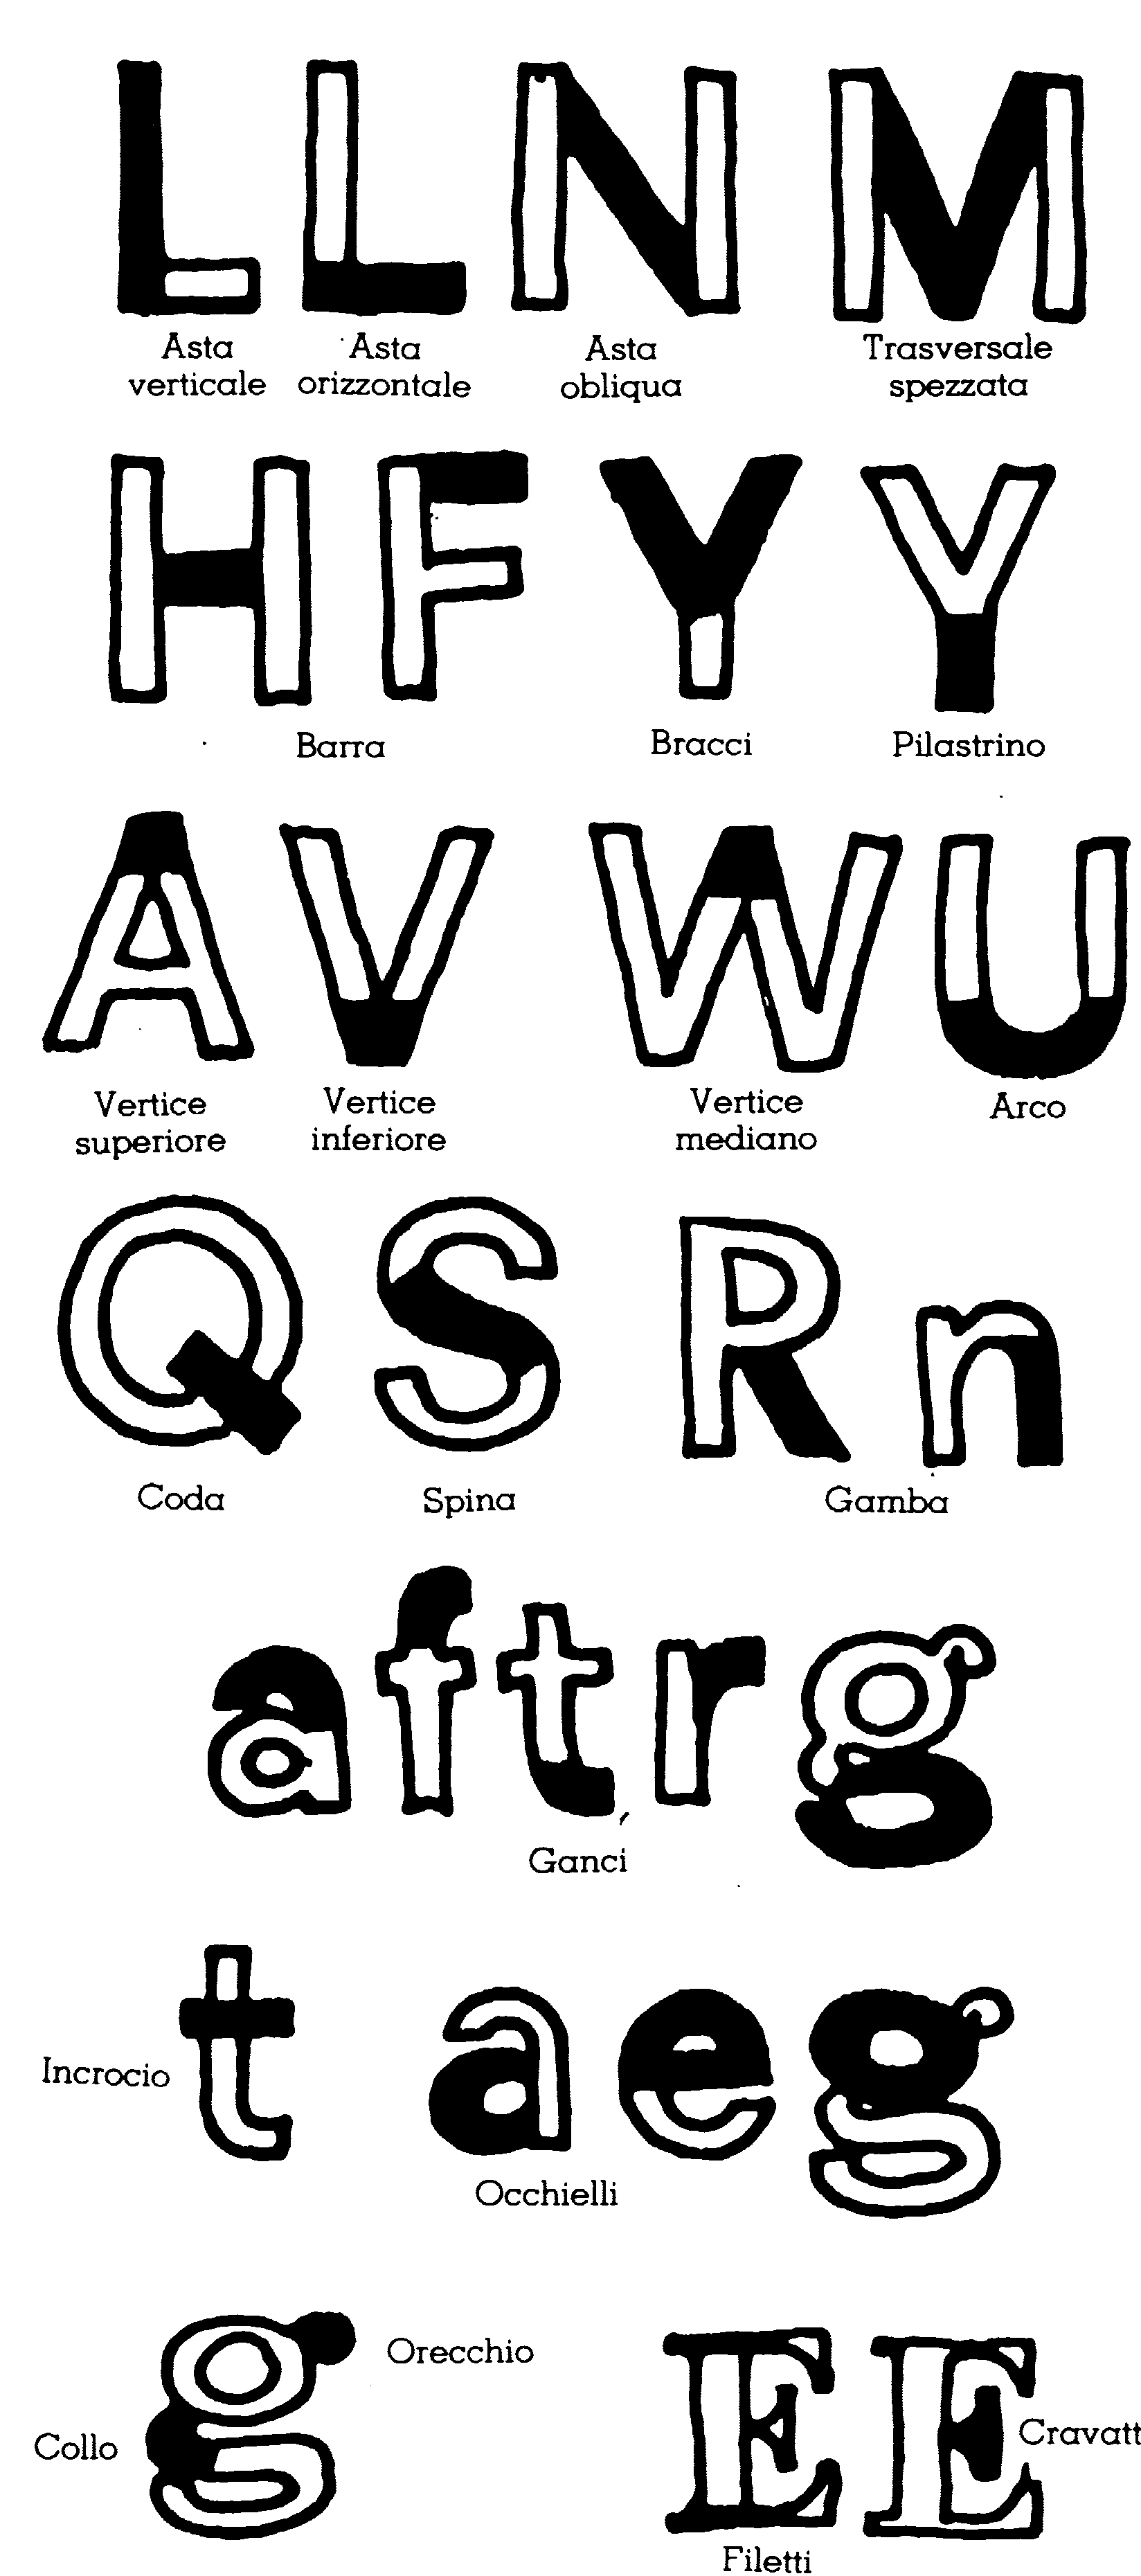 L L N M
Asta Asta Asta Trasversale
verticale orizzontale obliqua spezzata
H F Y Y
Barra Bracci Pilastrino
A V W U
Vertice Vertice Vertice Arco
superiore inferiore mediano
Q S R n
Coda Spina Gamba
a f t r g
Ganci
t a e g
Incrocio
Occhielli
g E E
Orecchio
Collo Cravatt
Filetti